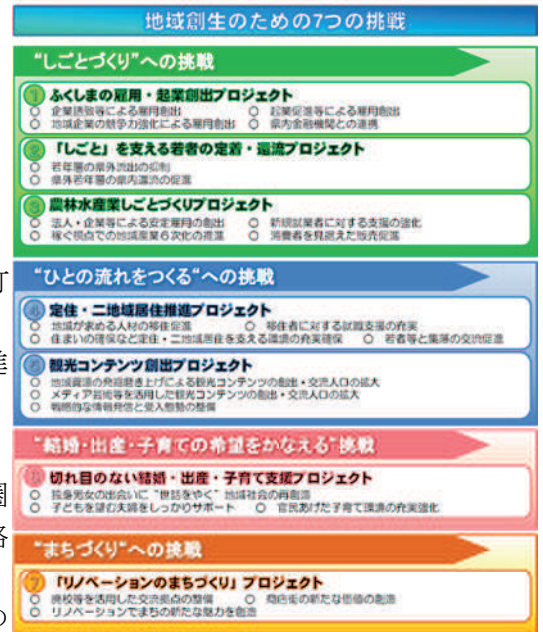 地域創生のための7つの挑戦
“しごとづくり”への挑戦
① ふくしまの雇用・起業創出プロジェクト
○ 企業誘致等による雇用創出 ○ 起業促進等による雇用創出
○ 地域企業の競争力強化による雇用創出 ○ 県内金融機関との連携
② 「しごと」を支える若者の定着・還流プロジェクト
○ 若年層の県外流出の抑制
○ 県外若年層の県内還流の促進
③ 農林水産業しごとづくりプロジェクト
○ 法人・企業等による安定雇用の創出 ○ 新規就業者に対する支援の強化
○ 稼ぐ視点での地域産業6次化の推進 ○ 消費者を見据えた販売促進
“ひとの流れをつくる“への挑戦
④ 定住・二地域居住推進プロジェクト
○ 地域が求める人材の移住促進 ○ 移住者に対する就職支援の充実
○ 住まいの確保など定住・二地域居住を支える環境の充実確保 ○ 若者等と集落の交流促進
⑤ 観光コンテンツ創出プロジェクト
○ 地域資源の発掘磨き上げによる観光コンテンツの創出・交流人口の拡大
○ メディア芸術等を活用した観光コンテンツの創出・交流人口の拡大
○ 戦略的な情報発信と受入態勢の整備
“結婚・出産・子育ての希望をかなえる”挑戦
⑥ 切れ目のない結婚・出産・子育て支援プロジェクト
○ 独身男女の出会いに“世話をやく”地域社会の再創造
○ 子どもを望む夫婦をしっかりサポート ○ 官民あげた子育て環境の充実強化
“まちづくり”への挑戦
⑦ 「リノベーションのまちづくり」プロジェクト
○ 廃校等を活用した交流拠点の整備 ○ 商店街の新たな価値の創造
○ リノベーションでまちの新たな魅力を創造